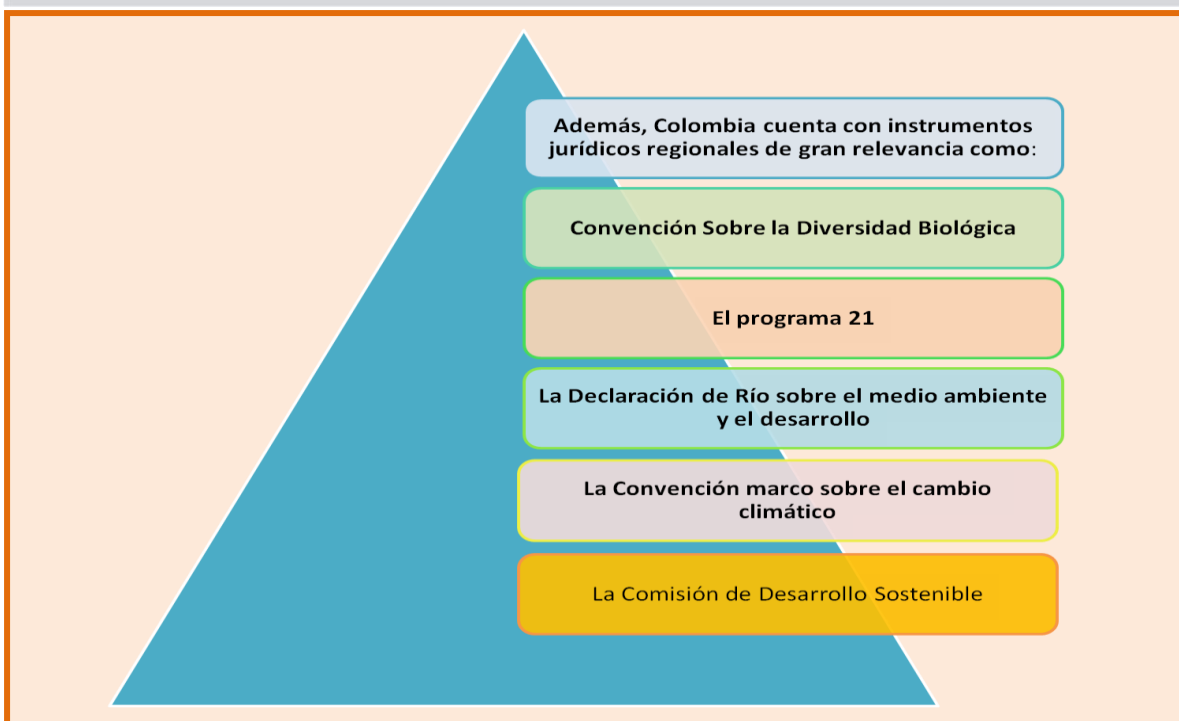 Además, Colombia cuenta con instrumentos
jurídicos regionales de gran relevancia como:
Convención Sobre la Diversidad Biológica
El programa 21
La Declaración de Río sobre el medio ambiente
y el desarrollo
La Convención marco sobre el cambio
climático
La Comisión de Desarrollo Sostenible